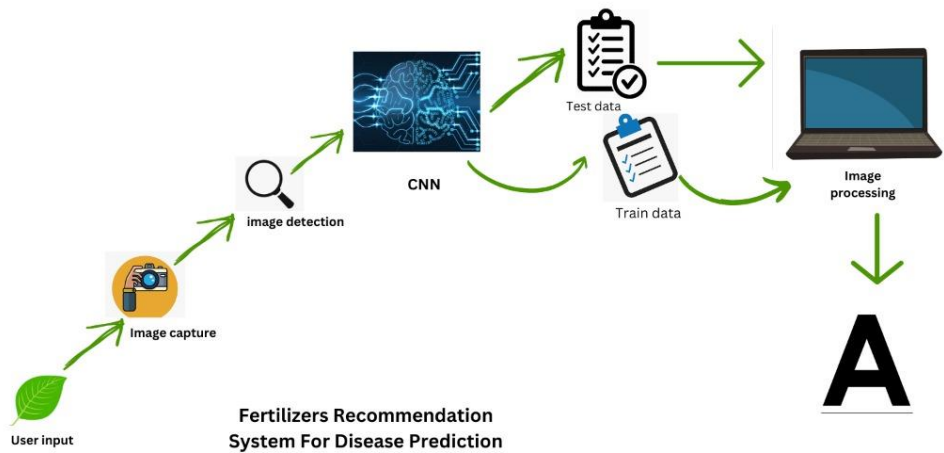 Test data
CNN
Image
processing
image detection
Train data
Image capture
A
Fertilizers Recommendation
System For Disease Prediction
User input